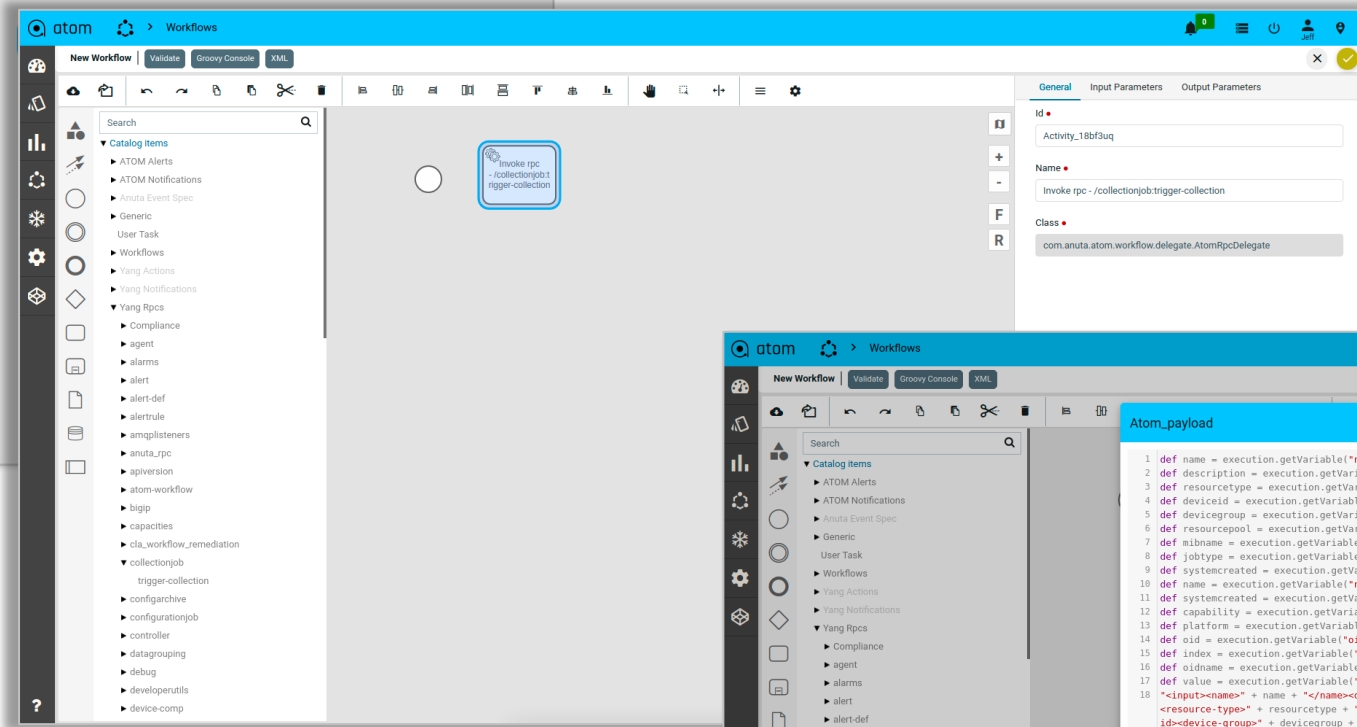 atom > Workflows 0 Jeff
New Workflow Validate Groovy Console XML
Search
Catalog items
ATOM Alerts
ATOM Notifications
Anuta Event Spec
Generic
User Task
Workflows
Yang Actions
Yang Notifications
Yang Rpcs
Compliance
agent
alarms
alert
alert-def
alertrule
amqplisteners
anuta_rpc
apiversion
atom-workflow
bigip
capacities
cla_workflow_remediation
collectionjob
trigger-collection
configarchive
configurationjob
controller
datagrouping
debug
developerutils
device-comp
?
Invoke rpc
- /collectionjob:t
rigger-collection
+
-
F
R
General Input Parameters Output Parameters
Id
Activity_18bf3uq
Name
Invoke rpc - /collectionjob:trigger-collection
Class
com.anuta.atom.workflow.delegate.AtomRpcDelegate
atom > Workflows
New Workflow Validate Groovy Console XML
Search
Catalog items
ATOM Alerts
ATOM Notifications
Anuta Event Spec
Generic
User Task
Workflows
Yang Actions
Yang Notifications
Yang Rpcs
Compliance
agent
alarms
alert
alert-def
Atom_payload
1 def name = execution.getVariable("
2 def description = execution.getVari
3 def resourcetype = execution.getVar
4 def deviceid = execution.getVariabl
5 def devicegroup = execution.getVari
6 def resourcepool = execution.getVar
7 def mibname = execution.getVariable
8 def jobtype = execution.getVariable
9 def systemcreated = execution.getVa
10 def name = execution.getVariable("
11 def systemcreated = execution.getVa
12 def capability = execution.getVaria
13 def platform = execution.getVariabl
14 def oid = execution.getVariable("oi
15 def index = execution.getVariable("
16 def oidname = execution.getVariable
17 def value = execution.getVariable("
18 "<input><name>" + name + "</name><d
<resource-type>" + resourcetype + "
id><device-group>" + devicegroup +